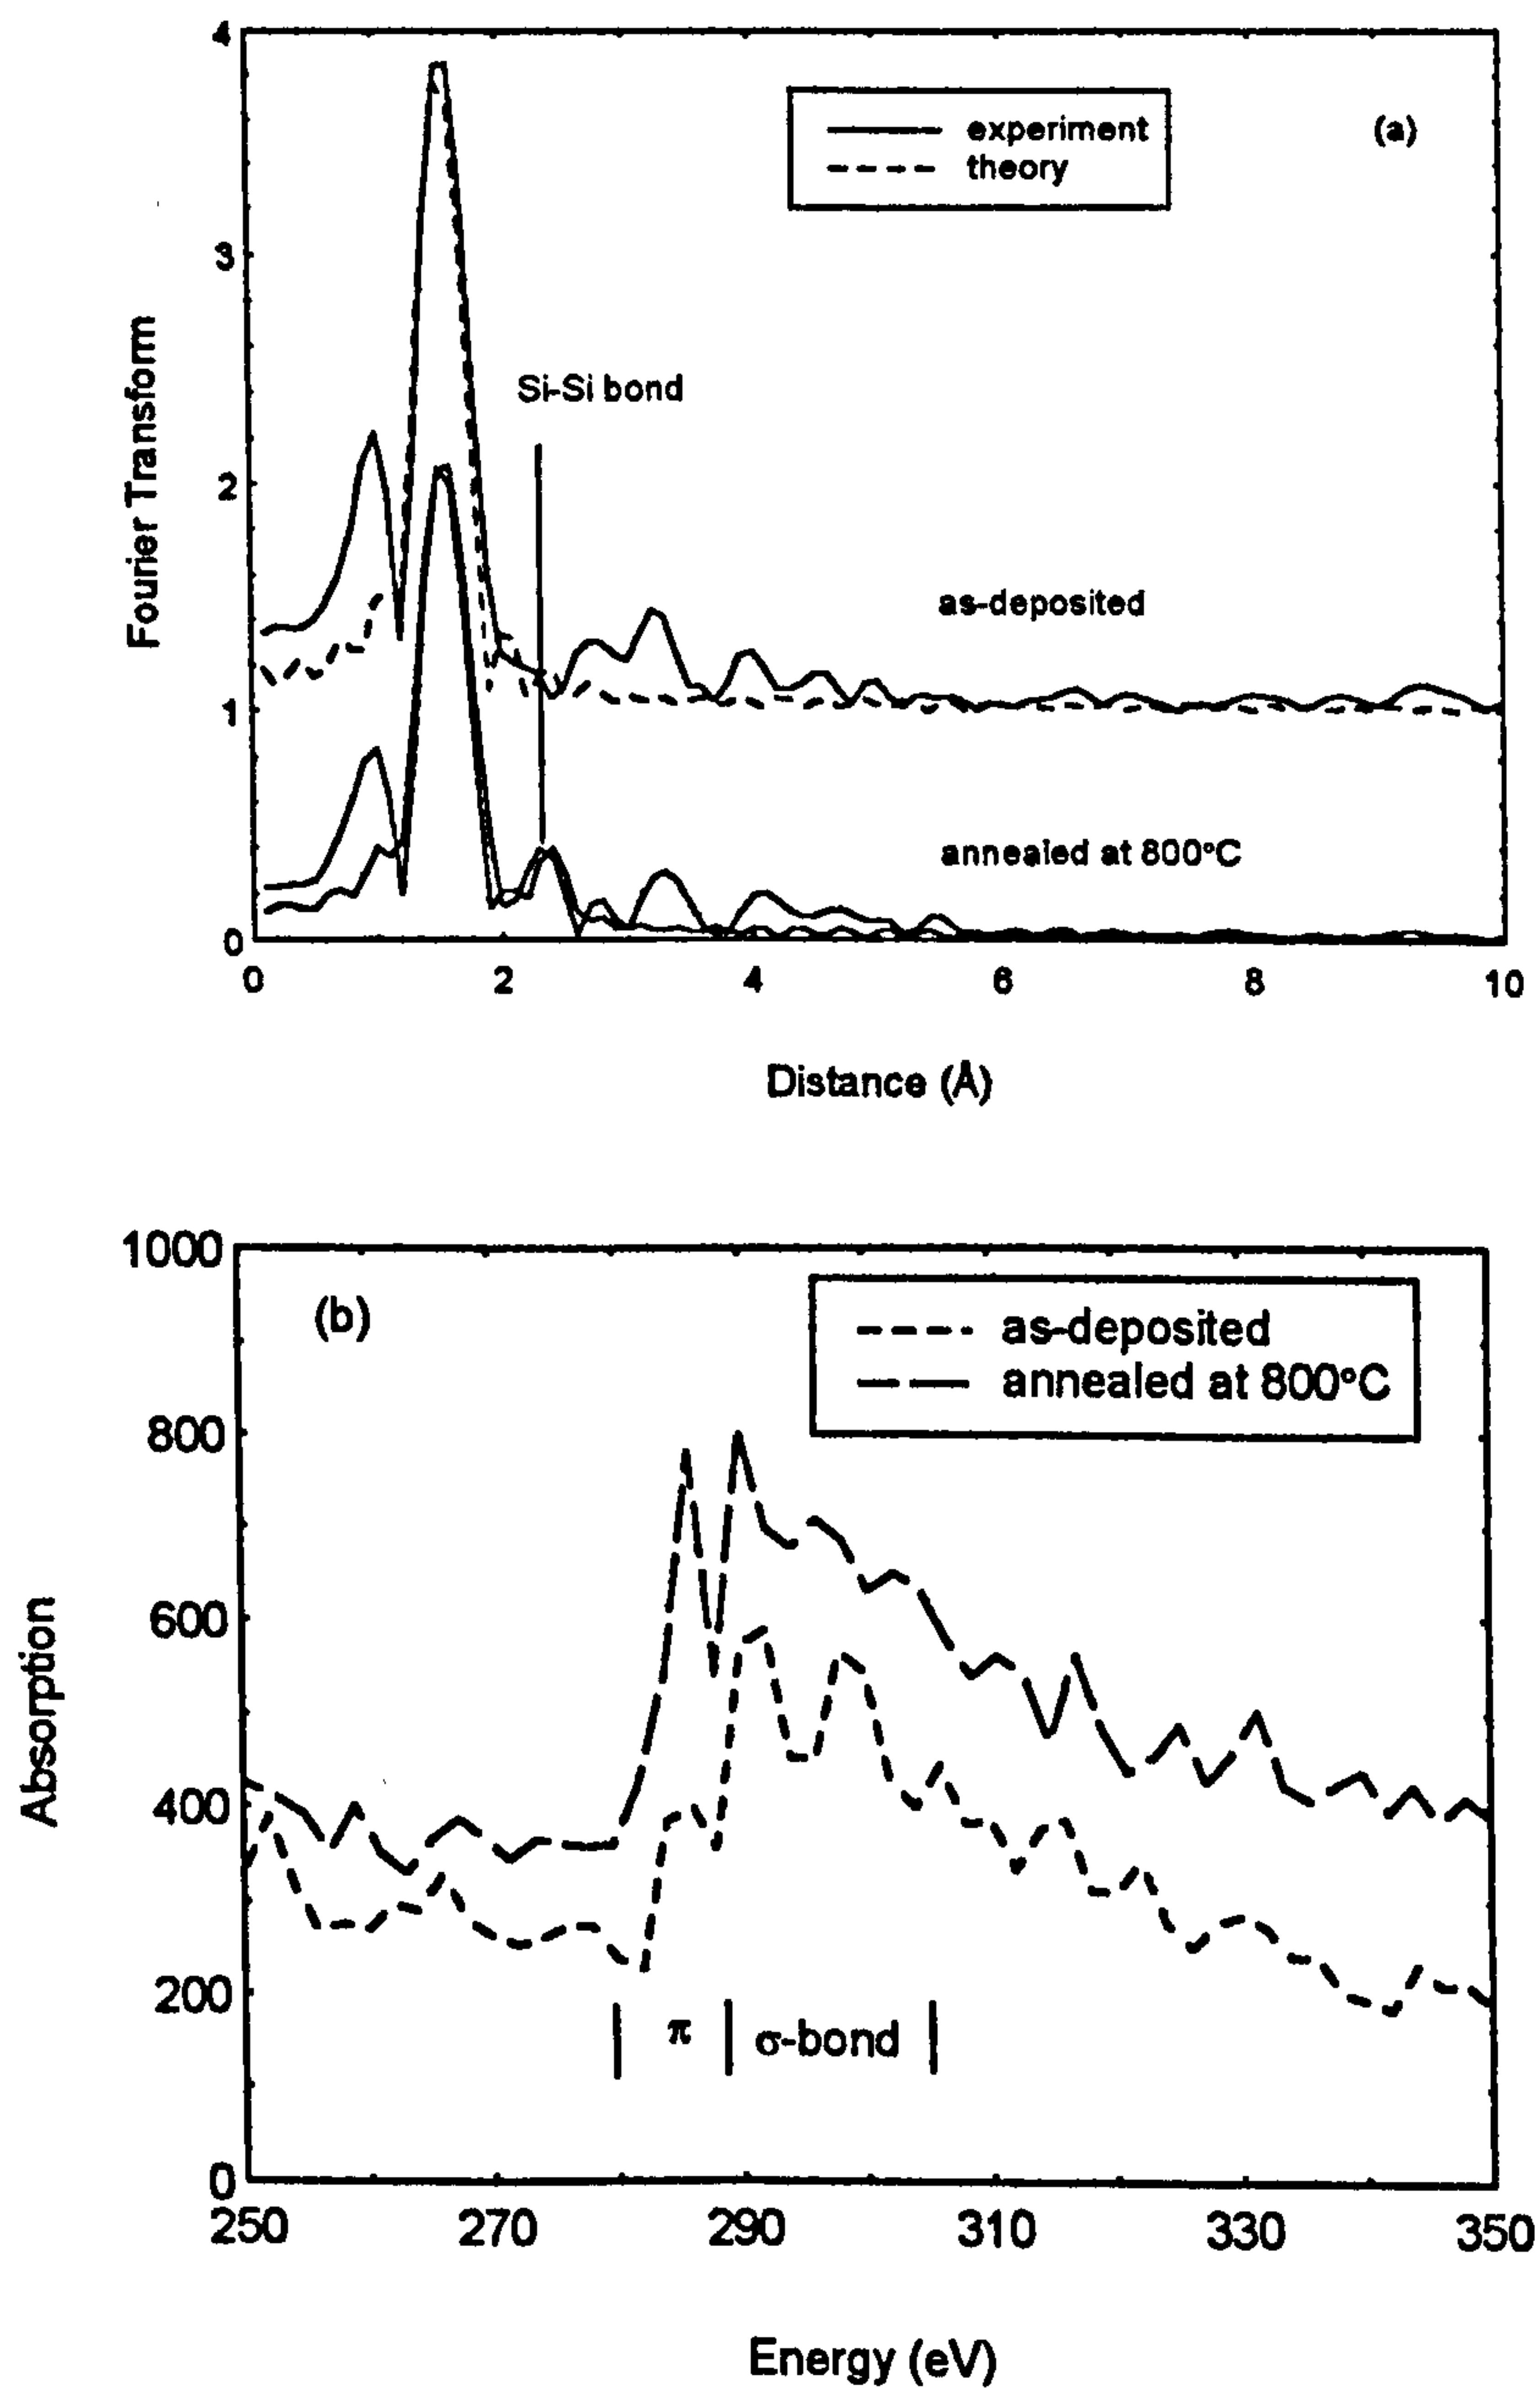 4
experiment
(a)
theory
3
Fourier Transform
Si-Si bond
2
as-deposited
1
annealed at 800°C
0
0 2 4 6 8 10
Distance (Å)
1000
(b)
as-deposited
annealed at 800°C
800
600
Absorption
400
200
π
σ-bond
0
250 270 290 310 330 350
Energy (eV)